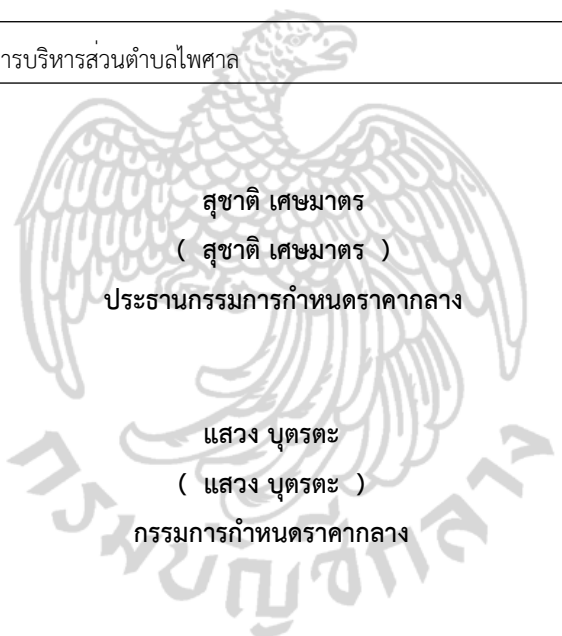 ารบริหารส่วนตำบลไพศาล
สุชาติ เศษมาตร
( สุชาติ เศษมาตร )
ประธานกรรมการกำหนดราคากลาง
แสวง บุตรตะ
( แสวง บุตรตะ )
กรรมการกำหนดราคากลาง
กรมบัญชีกลาง